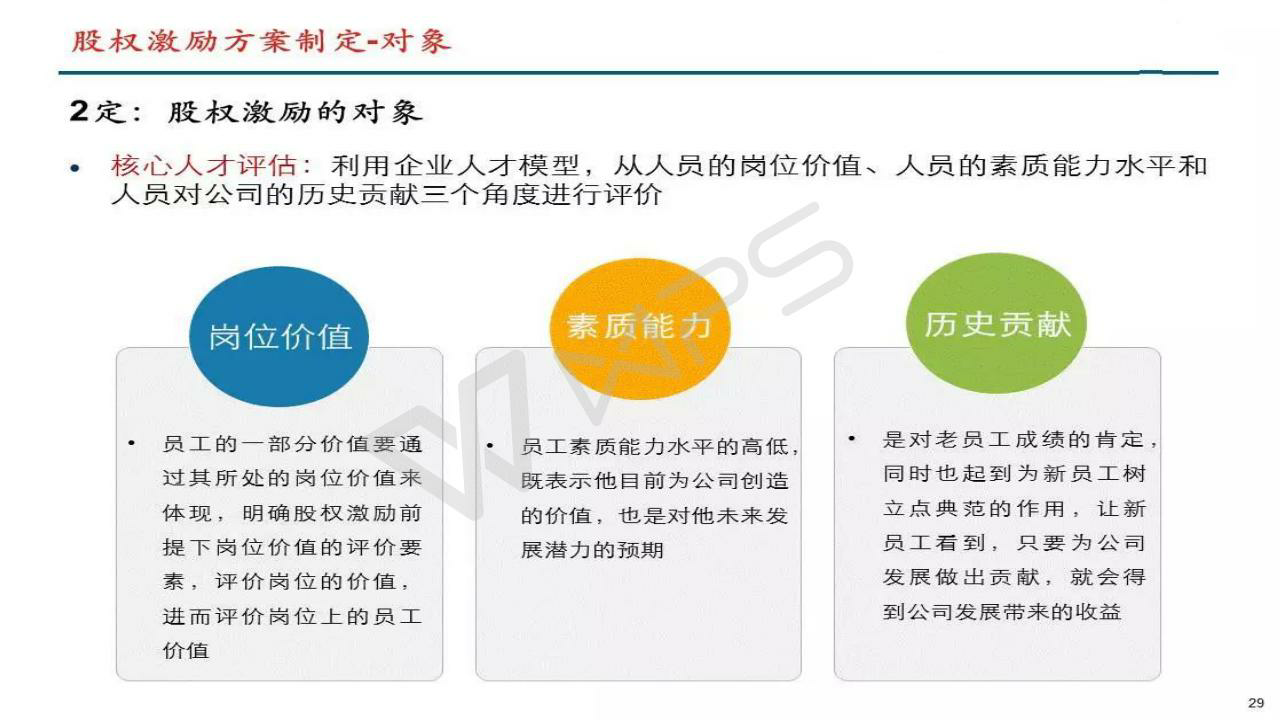 股权激励方案制定-对象
2定：股权激励的对象
• 核心人才评估：利用企业人才模型，从人员的岗位价值、人员的素质能力水平和
人员对公司的历史贡献三个角度进行评价
岗位价值
• 员工的一部分价值要通
过其所处的岗位价值来
体现，明确股权激励前
提下岗位价值的评价要
素，评价岗位的价值，
进而评价岗位上的员工
价值
素质能力
• 员工素质能力水平的高低，
既表示他目前为公司创造
的价值，也是对他未来发
展潜力的预期
历史贡献
• 是对老员工成绩的肯定，
同时也起到为新员工树
立点典范的作用，让新
员工看到，只要为公司
发展做出贡献，就会得
到公司发展带来的收益
WPS
29